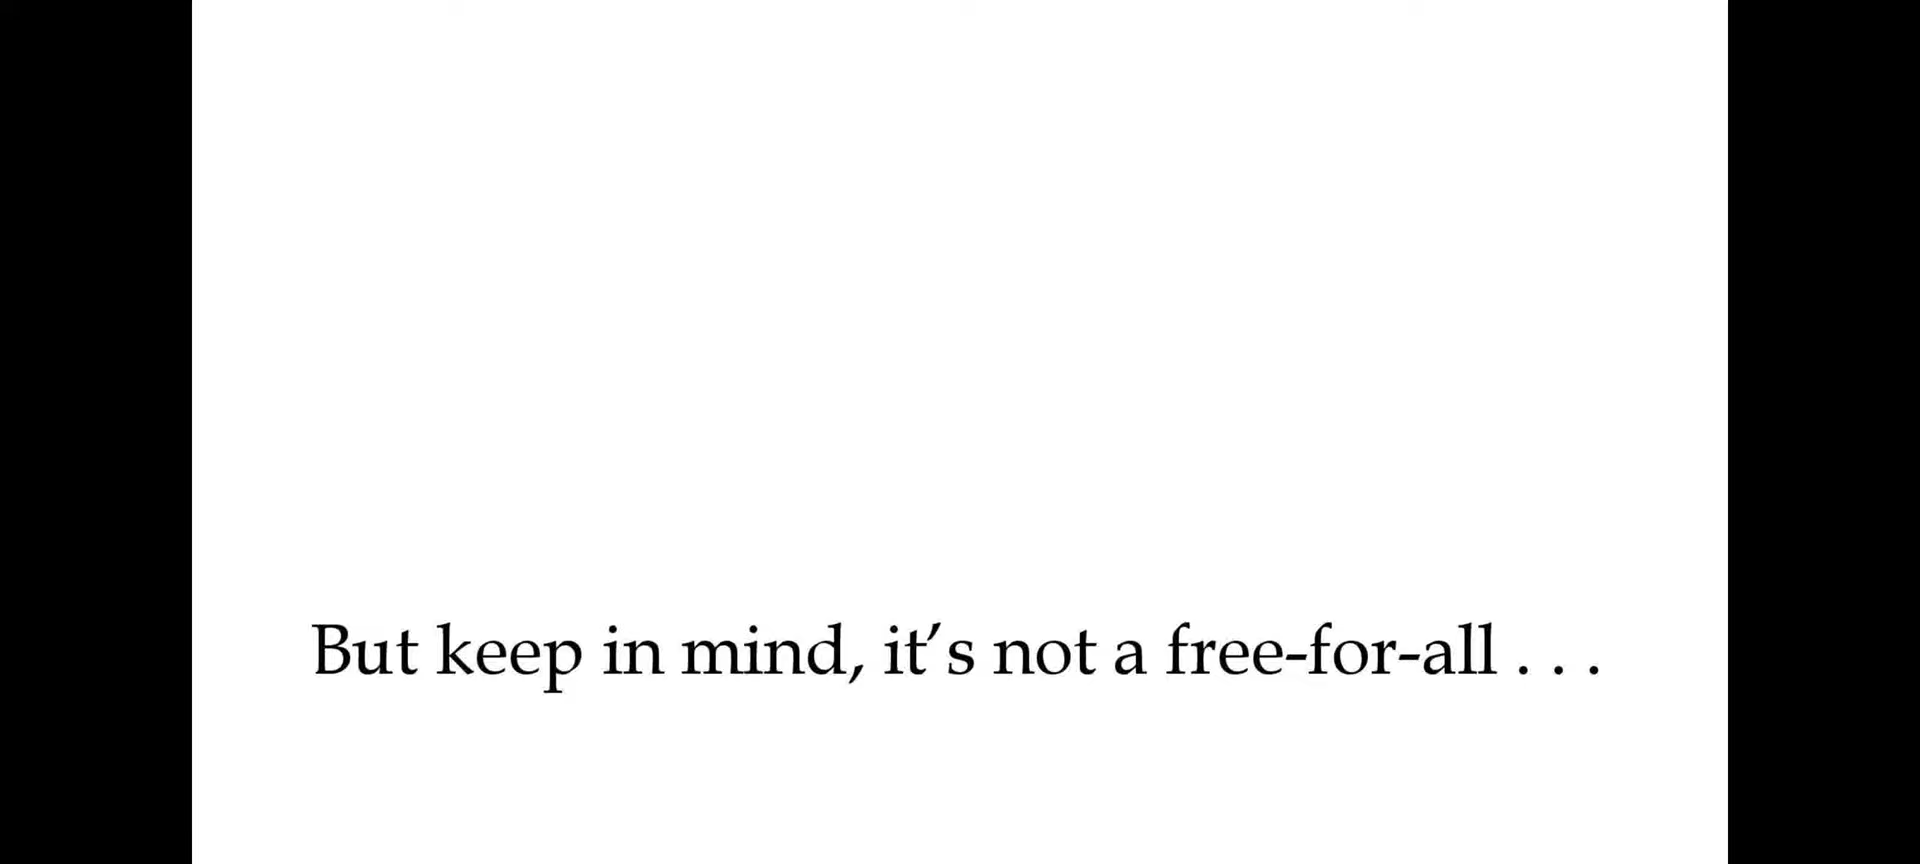 But keep in mind, it’s not a free-for-all . . .